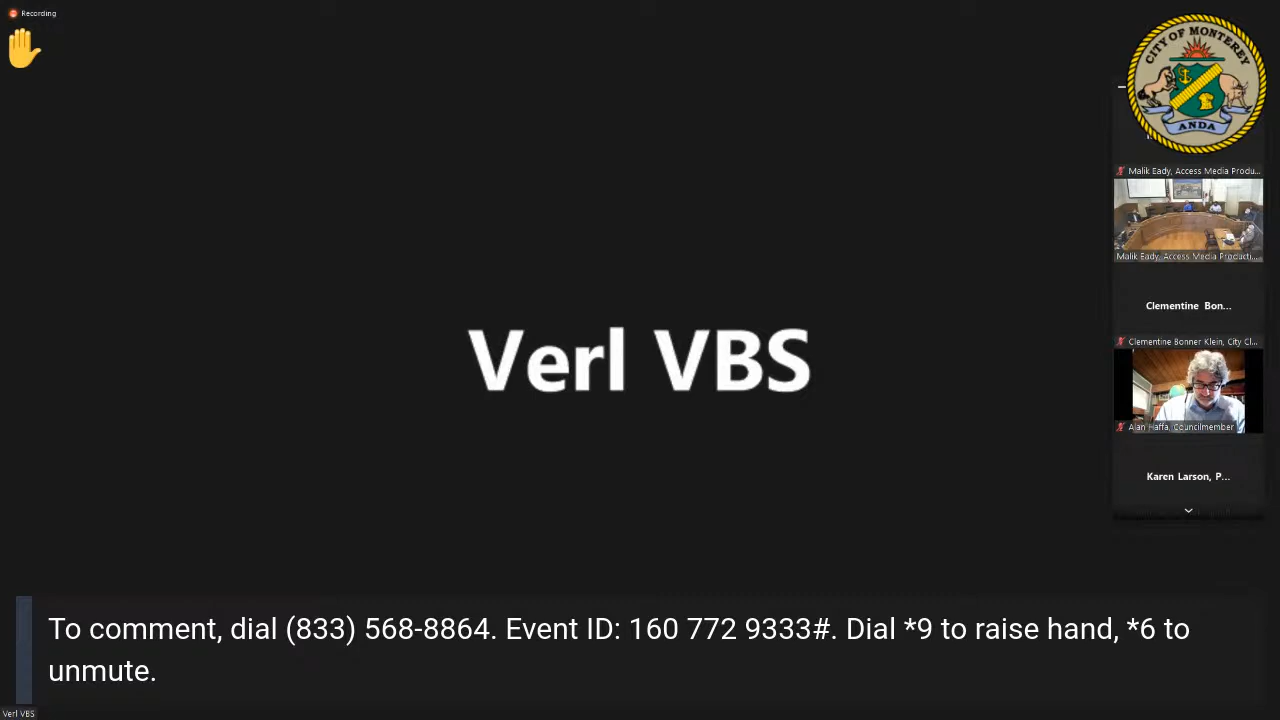 Recording
CITY OF MONTEREY
ANDA
Malik Eady, Access Media Produ...
Malik Eady, Access Media Producti...
Clementine Bon...
Clementine Bonner Klein, City Cl...
Alan Haffa, Councilmember
Karen Larson, P...
Verl VBS
To comment, dial (833) 568-8864. Event ID: 160 772 9333#. Dial *9 to raise hand, *6 to
unmute.
Verl VBS